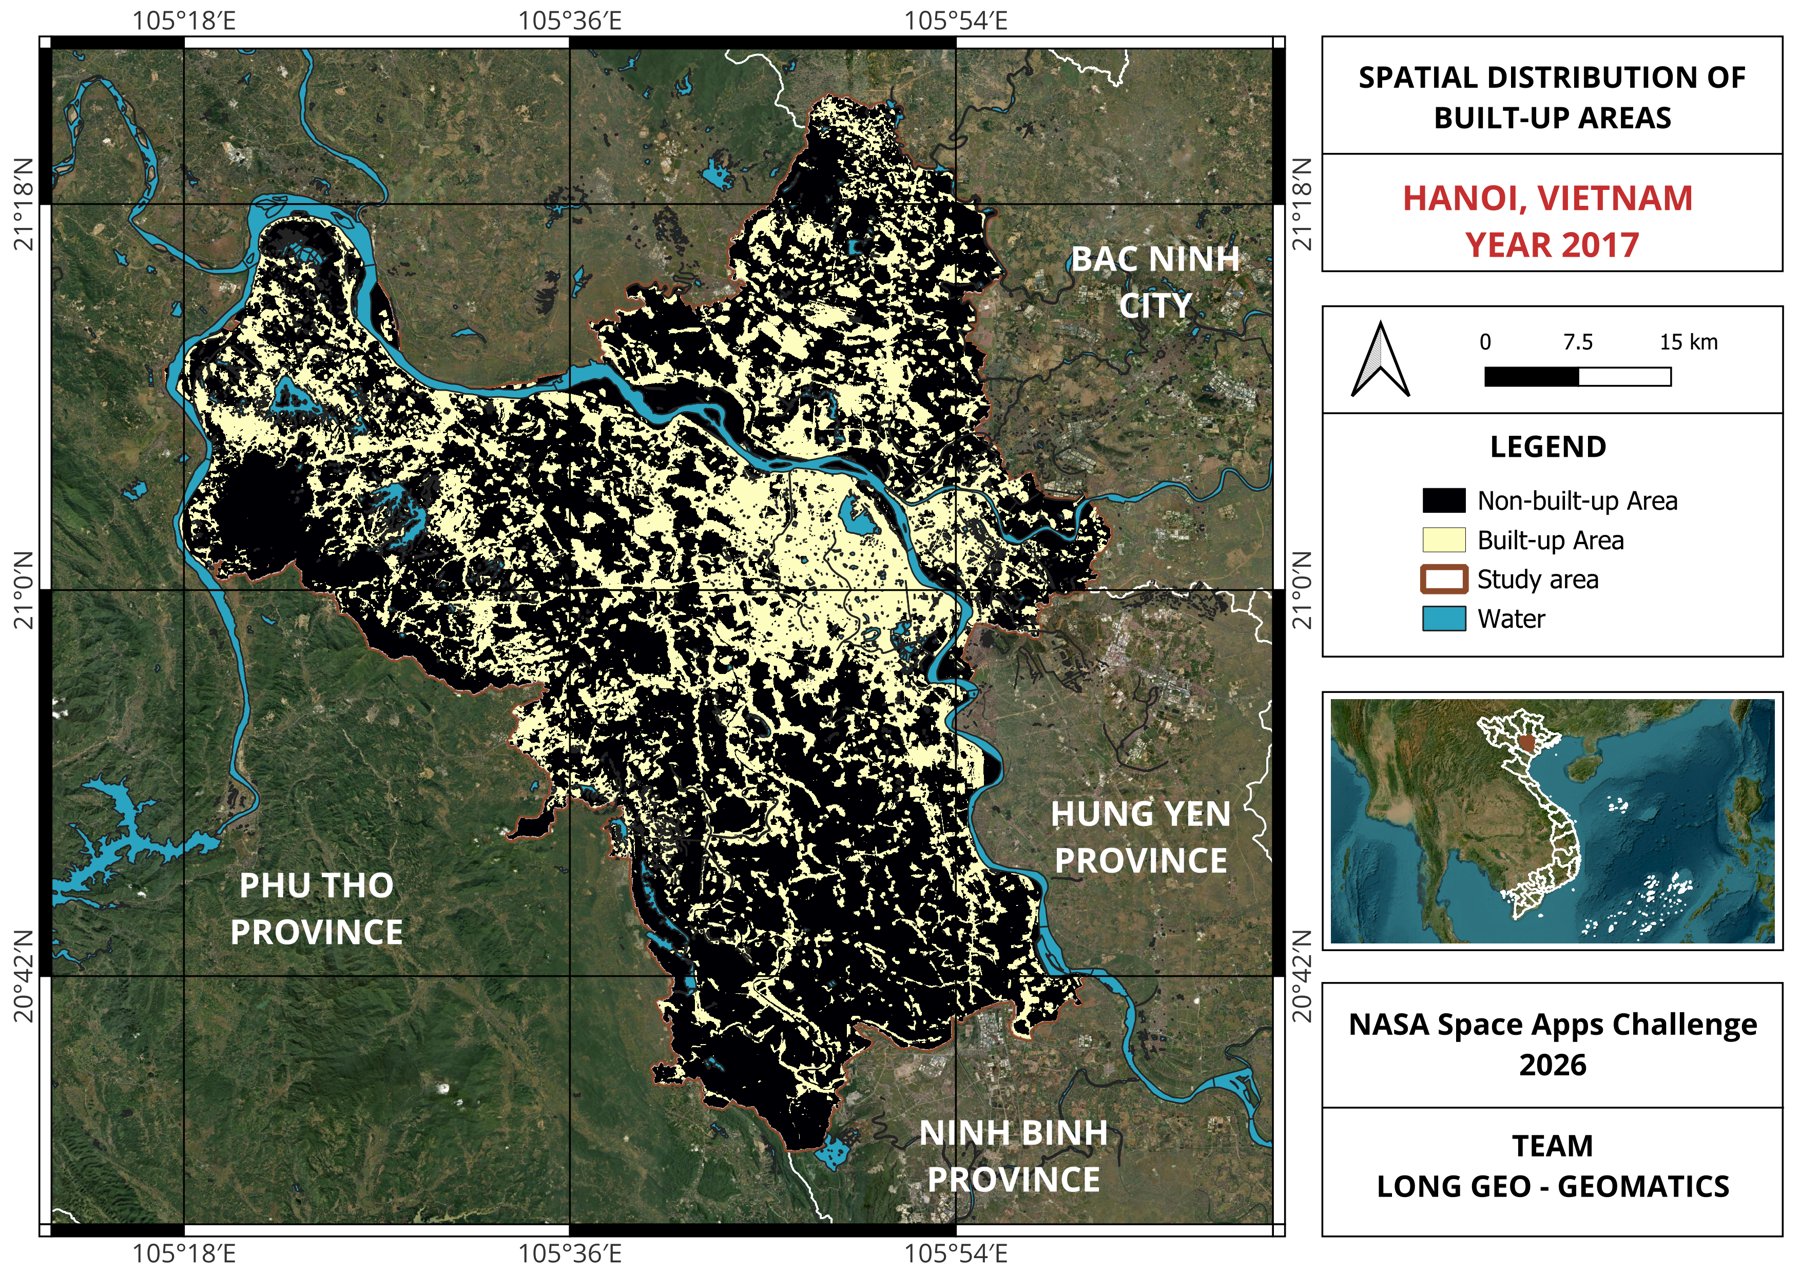 105°18′E
105°36′E
105°54′E
21°18′N
21°0′N
20°42′N
21°18′N
21°0′N
20°42′N
105°18′E
105°36′E
105°54′E
BAC NINH
CITY
HUNG YEN
PROVINCE
PHU THO
PROVINCE
NINH BINH
PROVINCE
SPATIAL DISTRIBUTION OF
BUILT-UP AREAS
HANOI, VIETNAM
YEAR 2017
0 7.5 15 km
LEGEND
Non-built-up Area
Built-up Area
Study area
Water
NASA Space Apps Challenge
2026
TEAM
LONG GEO - GEOMATICS